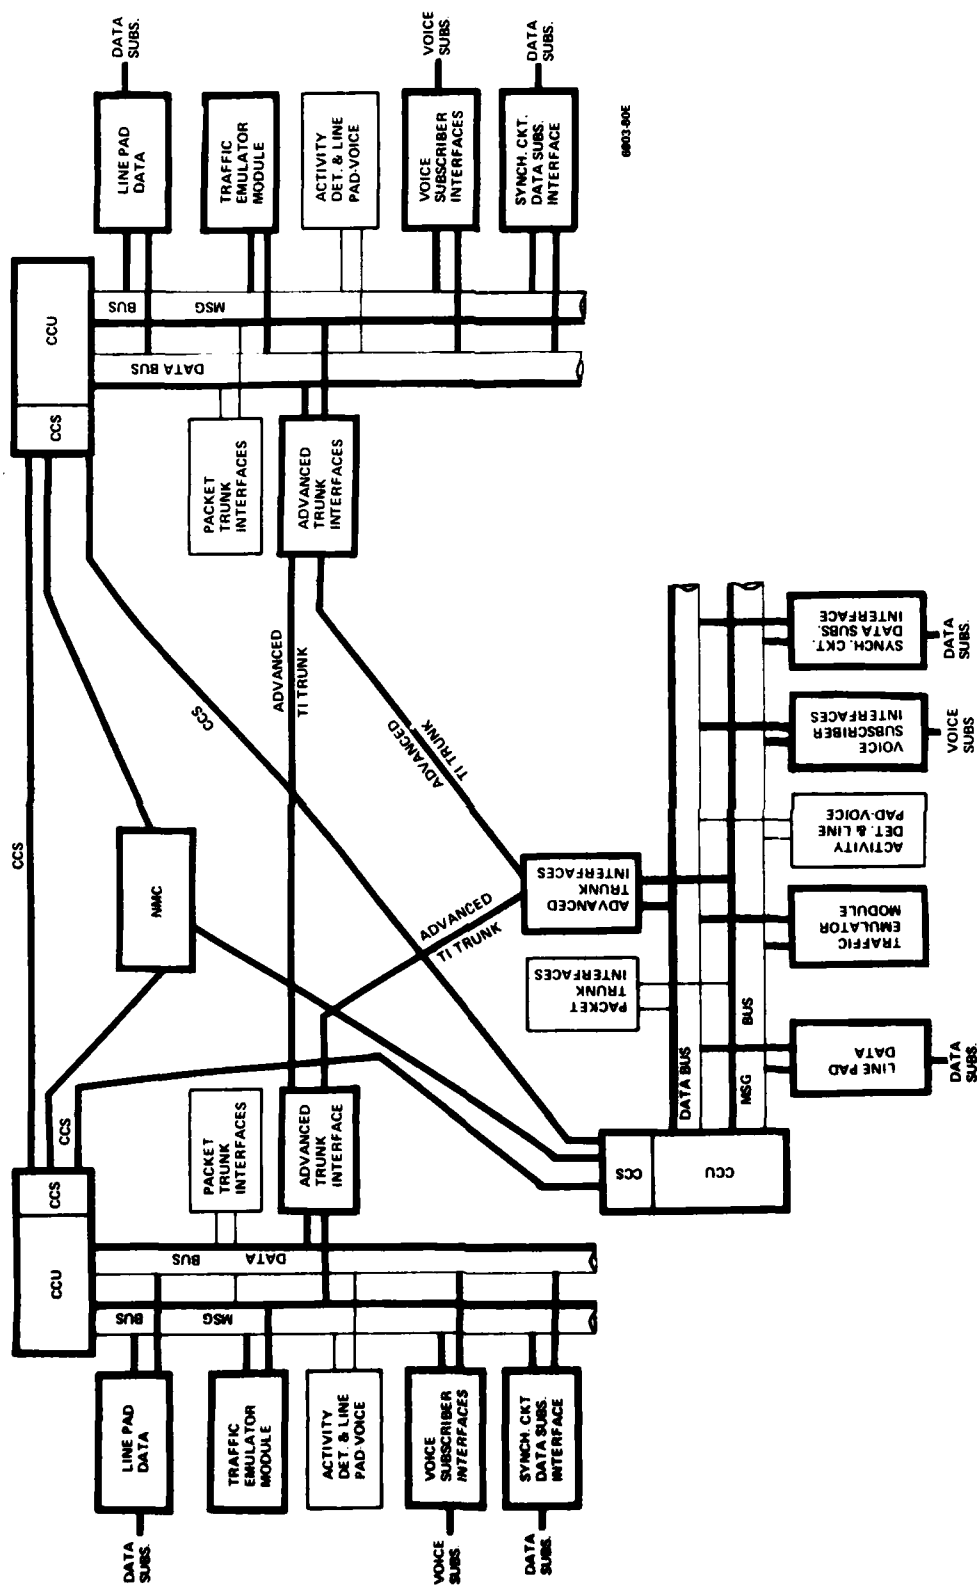 DATA
SUBS.
LINE PAD
DATA
TRAFFIC
EMULATOR
MODULE
ACTIVITY
DET. & LINE
PAD-VOICE
VOICE
SUBS.
VOICE
SUBSCRIBER
INTERFACES
DATA
SUBS.
SYNCH. CKT
DATA SUBS.
INTERFACE
CCU
CCS
BUS
MSG
DATA
BUS
PACKET
TRUNK
INTERFACES
ADVANCED
TRUNK
INTERFACE
CCS
CCS
NMC
CCS
ADVANCED
TI TRUNK
ADVANCED
TI TRUNK
ADVANCED
TI TRUNK
CCS
CCU
BUS
MSG
DATA BUS
PACKET
TRUNK
INTERFACES
ADVANCED
TRUNK
INTERFACES
LINE PAD
DATA
DATA
SUBS.
TRAFFIC
EMULATOR
MODULE
ACTIVITY
DET. & LINE
PAD-VOICE
VOICE
SUBSCRIBER
INTERFACES
VOICE
SUBS.
SYNCH. CKT.
DATA SUBS.
INTERFACE
DATA
SUBS.
6903-80E
CCS
CCU
DATA BUS
MSG
BUS
PACKET
TRUNK
INTERFACES
ADVANCED
TRUNK
INTERFACES
LINE PAD
DATA
DATA
SUBS.
TRAFFIC
EMULATOR
MODULE
ACTIVITY
DET. & LINE
PAD-VOICE
VOICE
SUBSCRIBER
INTERFACES
VOICE
SUBS
SYNCH. CKT.
DATA SUBS.
INTERFACE
DATA
SUBS.